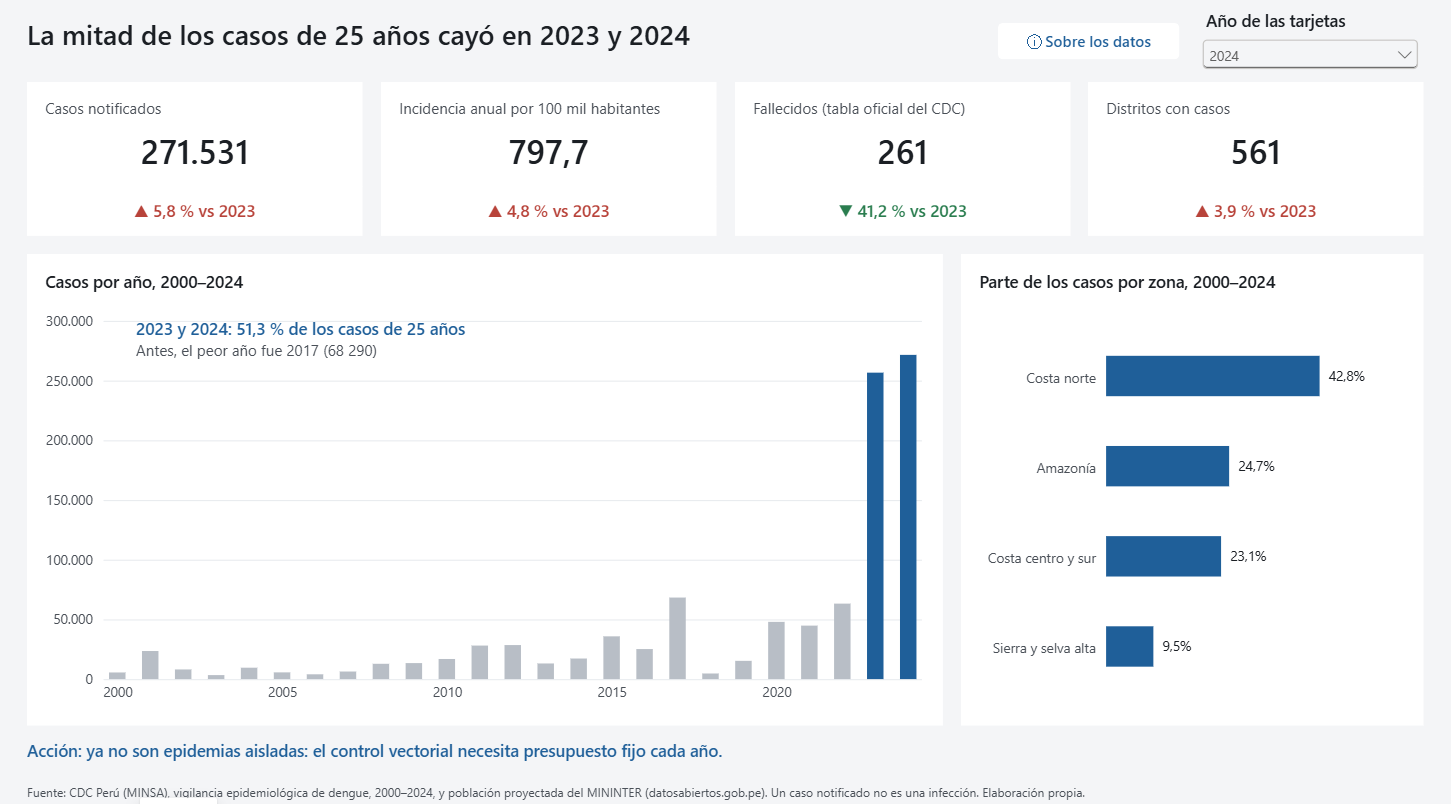 La mitad de los casos de 25 años cayó en 2023 y 2024
Sobre los datos
Año de las tarjetas
2024
Casos notificados
271.531
▲ 5,8 % vs 2023
Incidencia anual por 100 mil habitantes
797,7
▲ 4,8 % vs 2023
Fallecidos (tabla oficial del CDC)
261
▼ 41,2 % vs 2023
Distritos con casos
561
▲ 3,9 % vs 2023
Casos por año, 2000–2024
300.000
2023 y 2024: 51,3 % de los casos de 25 años
Antes, el peor año fue 2017 (68 290)
250.000
200.000
150.000
100.000
50.000
0
2000 2005 2010 2015 2020
Parte de los casos por zona, 2000–2024
Costa norte 42,8%
Amazonía 24,7%
Costa centro y sur 23,1%
Sierra y selva alta 9,5%
Acción: ya no son epidemias aisladas: el control vectorial necesita presupuesto fijo cada año.
Fuente: CDC Perú (MINSA), vigilancia epidemiológica de dengue, 2000–2024, y población proyectada del MININTER (datosabiertos.gob.pe). Un caso notificado no es una infección. Elaboración propia.